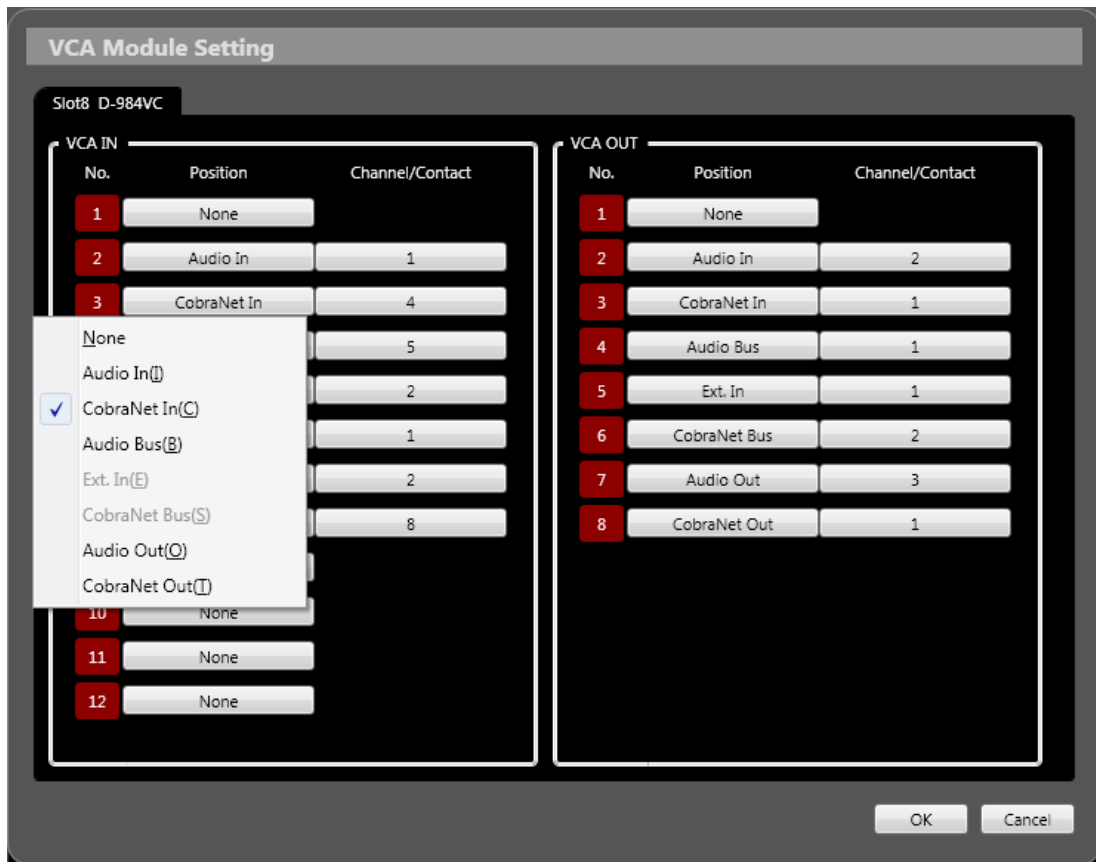 VCA Module Setting
Slot8 D-984VC
VCA IN
No. Position Channel/Contact
1 None
2 Audio In 1
3 CobraNet In 4
5
2
1
2
8
10 None
11 None
12 None
None
Audio In(I)
CobraNet In(C)
Audio Bus(B)
Ext. In(E)
CobraNet Bus(S)
Audio Out(O)
CobraNet Out(T)
VCA OUT
No. Position Channel/Contact
1 None
2 Audio In 2
3 CobraNet In 1
4 Audio Bus 1
5 Ext. In 1
6 CobraNet Bus 2
7 Audio Out 3
8 CobraNet Out 1
OK Cancel